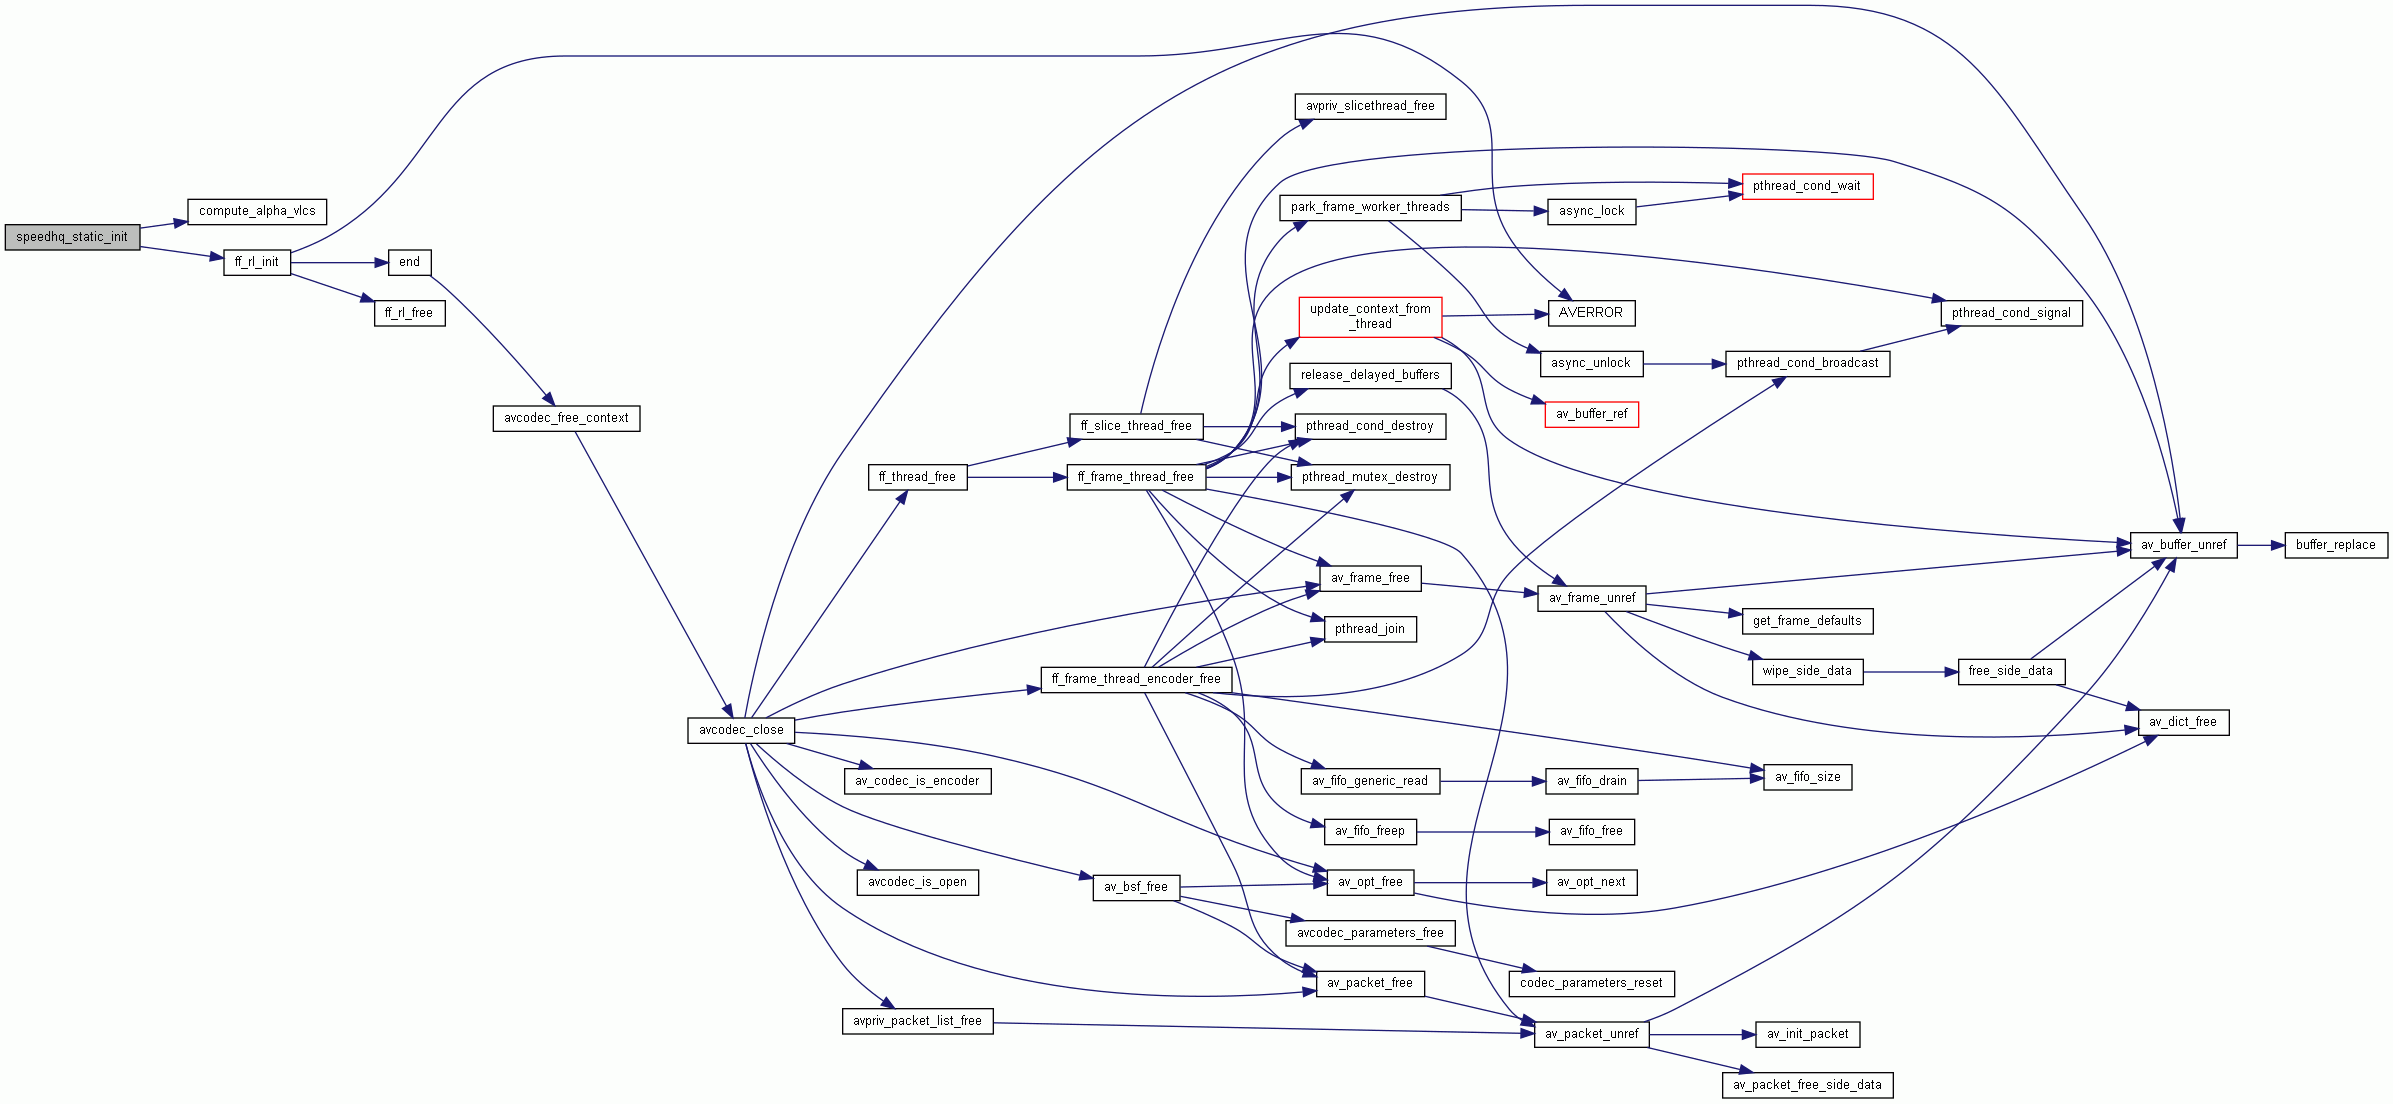 speedhq_static_init
compute_alpha_vlcs
ff_rl_init
end
ff_rl_free
avcodec_free_context
avcodec_close
ff_thread_free
av_codec_is_encoder
avcodec_is_open
avpriv_packet_list_free
ff_slice_thread_free
ff_frame_thread_free
ff_frame_thread_encoder_free
av_bsf_free
avpriv_slicethread_free
park_frame_worker_threads
update_context_from
_thread
release_delayed_buffers
pthread_cond_destroy
pthread_mutex_destroy
av_frame_free
pthread_join
av_fifo_generic_read
av_fifo_freep
av_opt_free
avcodec_parameters_free
av_packet_free
async_lock
AVERROR
async_unlock
av_buffer_ref
av_frame_unref
av_fifo_drain
av_fifo_free
av_opt_next
codec_parameters_reset
av_packet_unref
pthread_cond_wait
pthread_cond_broadcast
get_frame_defaults
wipe_side_data
av_fifo_size
av_init_packet
av_packet_free_side_data
pthread_cond_signal
free_side_data
av_buffer_unref
av_dict_free
buffer_replace